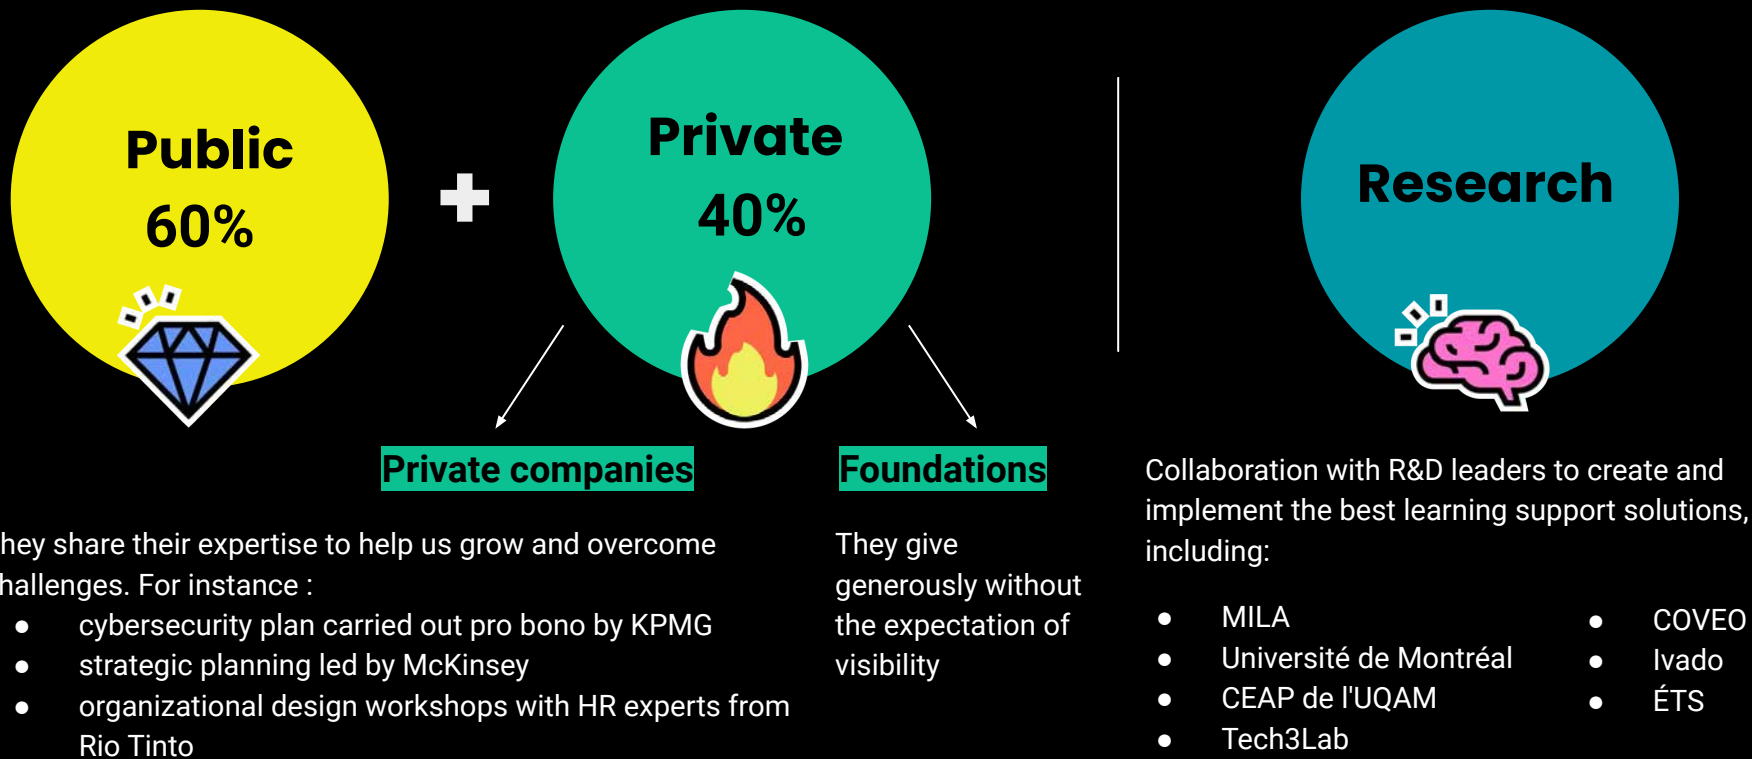 Public
60%
Private
40%
Research
Private companies
hey share their expertise to help us grow and overcome
hallenges. For instance :
● cybersecurity plan carried out pro bono by KPMG
● strategic planning led by McKinsey
● organizational design workshops with HR experts from
Rio Tinto
Foundations
They give
generously without
the expectation of
visibility
Collaboration with R&D leaders to create and
implement the best learning support solutions,
including:
● MILA
● Université de Montréal
● CEAP de l'UQAM
● Tech3Lab
● COVEO
● Ivado
● ÉTS